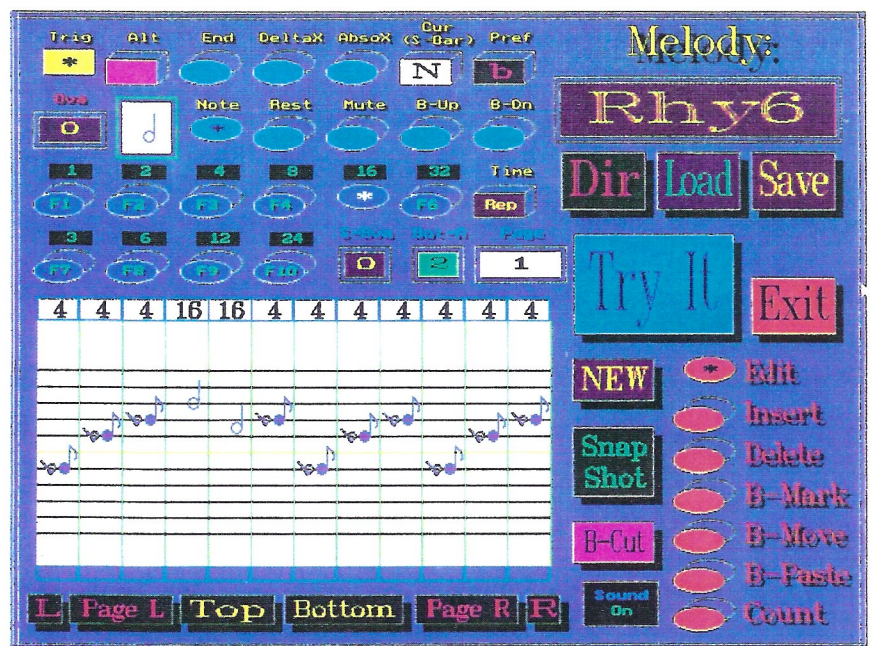 Trig Alt End DeltaX AbsoX Cur (S-Bar) Pref
* N b
Melody:
Rhy6
Ova Note Rest Mute B-Up B-Dn
0 *
1 2 4 8 16 32 Time
F1 F2 F3 F4 * F6 Rep
Dir Load Save
3 6 12 24 Page
F7 F8 F9 F10 0 2 1
Try It
Exit
4 4 4 16 16 4 4 4 4 4 4 4
NEW
Snap
Shot
B-Cut
Sound
On
* Edit
Insert
Delete
B-Mark
B-Move
B-Paste
Count
L Page L Top Bottom Page R R